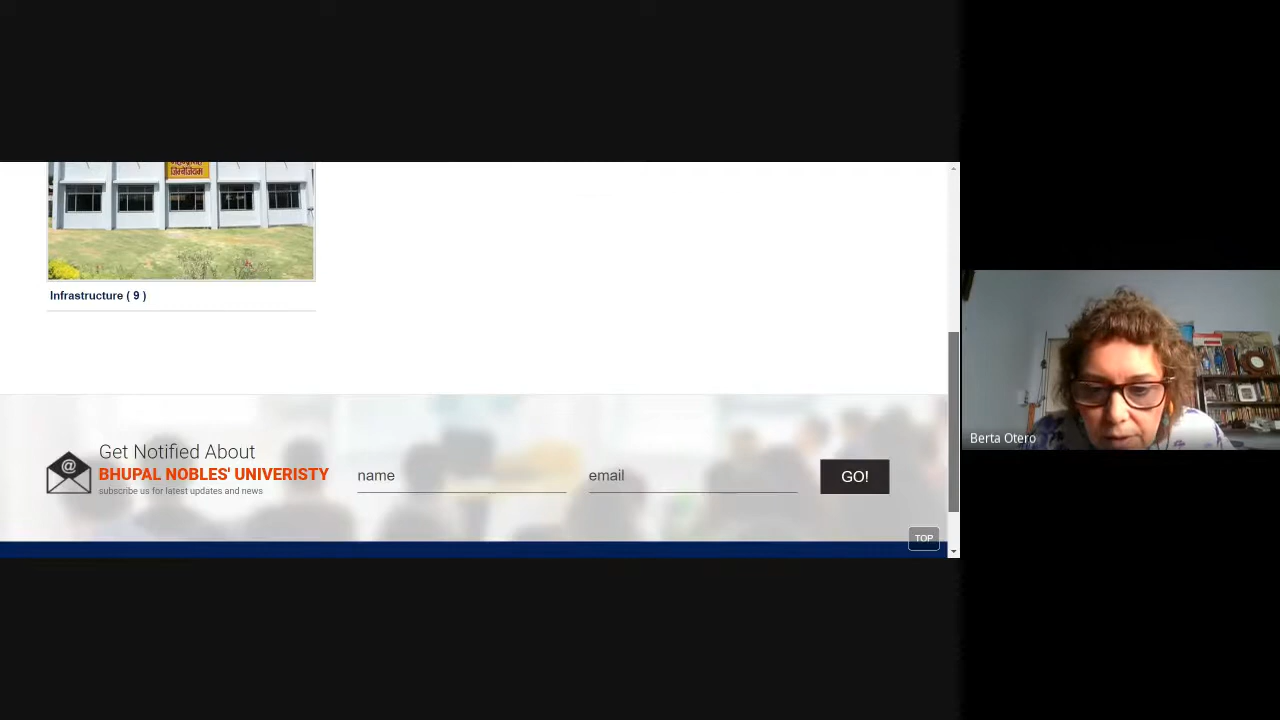 जिम्नेजियम
Infrastructure ( 9 )
Get Notified About
BHUPAL NOBLES' UNIVERISTY
subscribe us for latest updates and news
name
email
GO!
TOP
Berta Otero